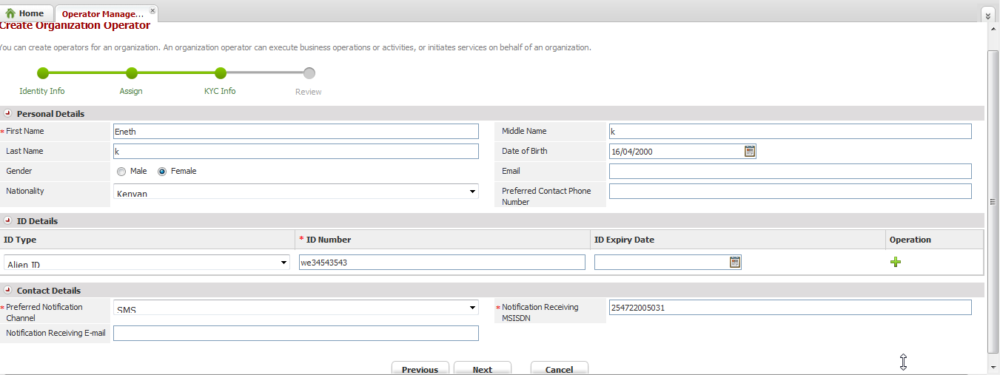 Home
Operator Manage...
Create Organization Operator
You can create operators for an organization. An organization operator can execute business operations or activities, or initiates services on behalf of an organization.
Identity Info
Assign
KYC Info
Review
Personal Details
* First Name
Eneth
Middle Name
k
Last Name
k
Date of Birth
16/04/2000
Gender
Male
Female
Email
Nationality
Kenyan
Preferred Contact Phone
Number
ID Details
ID Type
* ID Number
ID Expiry Date
Operation
Alien ID
we34543543
Contact Details
* Preferred Notification
Channel
SMS
* Notification Receiving
MSISDN
254722005031
Notification Receiving E-mail
Previous
Next
Cancel